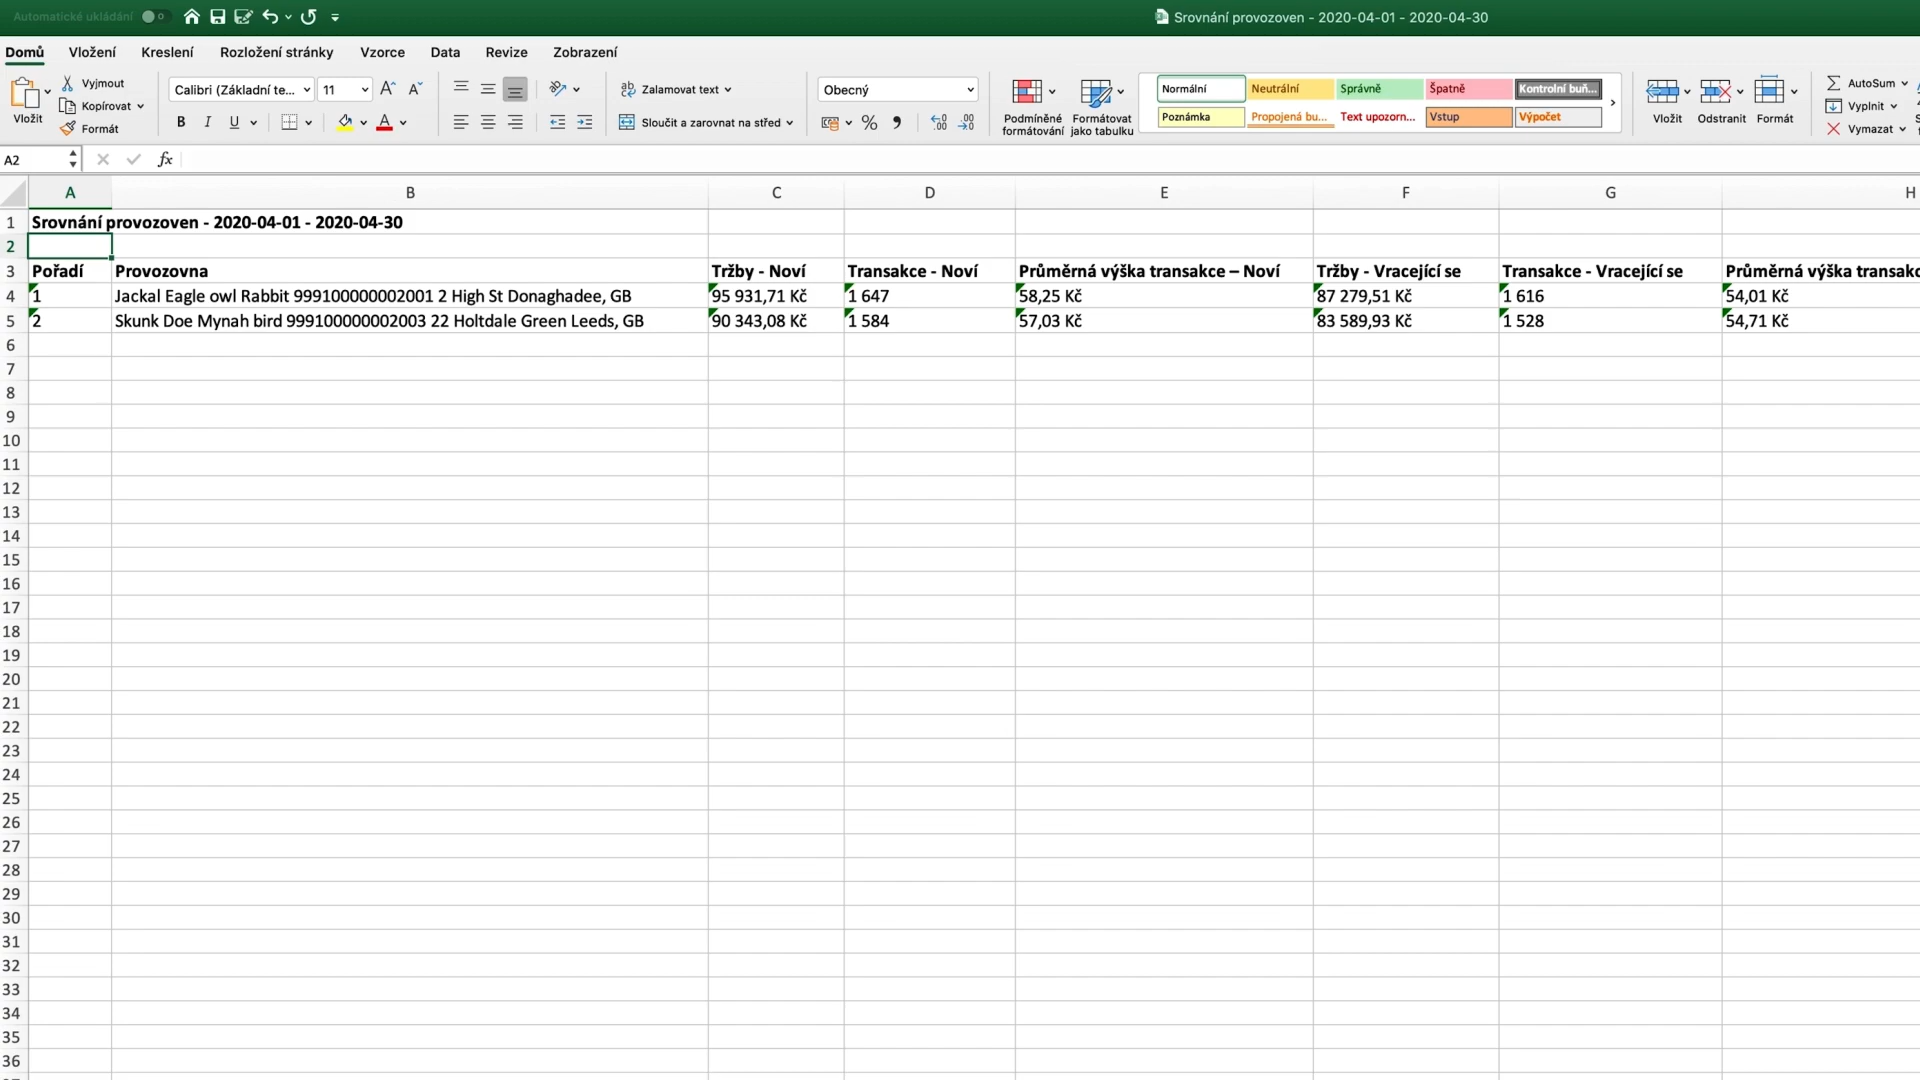 Automatické ukládání
Srovnání provozoven - 2020-04-01 - 2020-04-30
Domů Vložení Kreslení Rozložení stránky Vzorce Data Revize Zobrazení
Vložit
Vyjmout
Kopírovat
Formát
Calibri (Základní te... 11
B I U
Zalamovat text
Sloučit a zarovnat na střed
Obecný
Podmíněné formátování
Formátovat jako tabulku
Normální Neutrální Správně Špatně Kontrolní buň...
Poznámka Propojená bu... Text upozorn... Vstup Výpočet
Vložit Odstranit Formát
AutoSum
Vyplnit
Vymazat
A2 fx
A B C D E F G H
1 Srovnání provozoven - 2020-04-01 - 2020-04-30
2
3 Pořadí Provozovna Tržby - Noví Transakce - Noví Průměrná výška transakce – Noví Tržby - Vracející se Transakce - Vracející se Průměrná výška transakc
4 1 Jackal Eagle owl Rabbit 999100000002001 2 High St Donaghadee, GB 95 931,71 Kč 1 647 58,25 Kč 87 279,51 Kč 1 616 54,01 Kč
5 2 Skunk Doe Mynah bird 999100000002003 22 Holtdale Green Leeds, GB 90 343,08 Kč 1 584 57,03 Kč 83 589,93 Kč 1 528 54,71 Kč
6
7
8
9
10
11
12
13
14
15
16
17
18
19
20
21
22
23
24
25
26
27
28
29
30
31
32
33
34
35
36